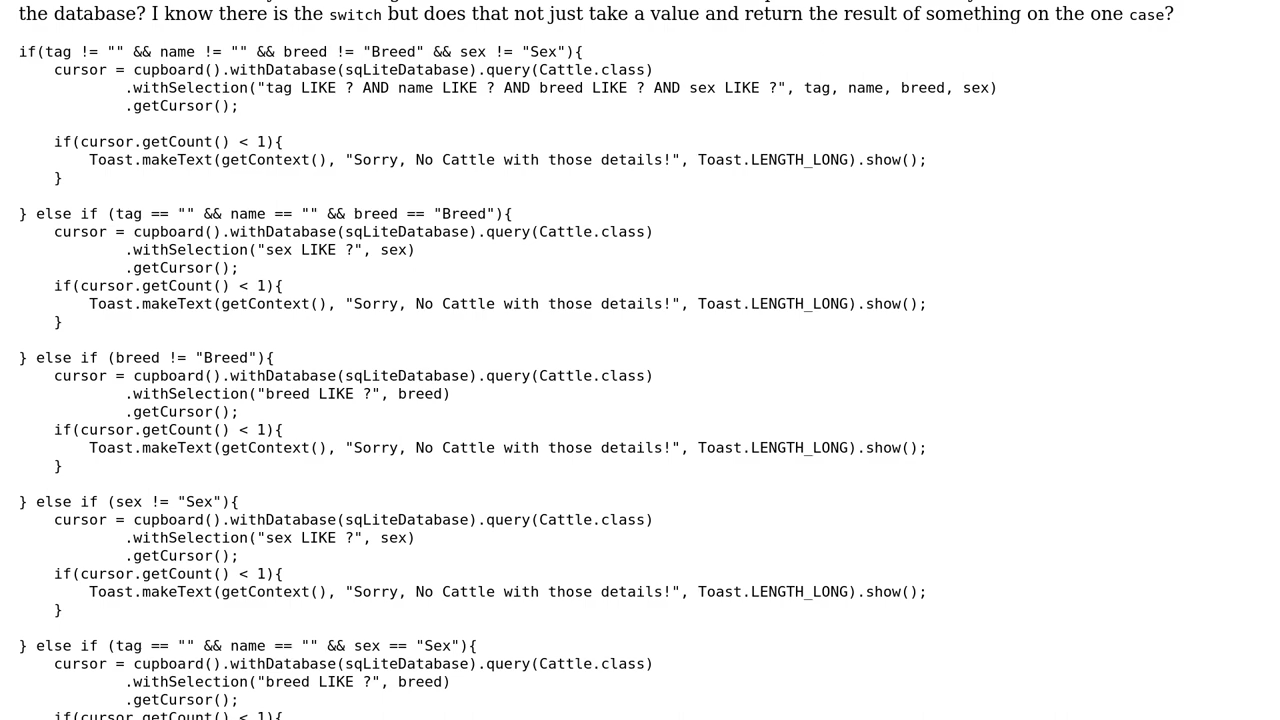 the database? I know there is the switch but does that not just take a value and return the result of something on the one case?
if(tag != "" && name != "" && breed != "Breed" && sex != "Sex"){
    cursor = cupboard().withDatabase(sqLiteDatabase).query(Cattle.class)
            .withSelection("tag LIKE ? AND name LIKE ? AND breed LIKE ? AND sex LIKE ?", tag, name, breed, sex)
            .getCursor();
    if(cursor.getCount() < 1){
        Toast.makeText(getContext(), "Sorry, No Cattle with those details!", Toast.LENGTH_LONG).show();
    }
} else if (tag == "" && name == "" && breed == "Breed"){
    cursor = cupboard().withDatabase(sqLiteDatabase).query(Cattle.class)
            .withSelection("sex LIKE ?", sex)
            .getCursor();
    if(cursor.getCount() < 1){
        Toast.makeText(getContext(), "Sorry, No Cattle with those details!", Toast.LENGTH_LONG).show();
    }
} else if (breed != "Breed"){
    cursor = cupboard().withDatabase(sqLiteDatabase).query(Cattle.class)
            .withSelection("breed LIKE ?", breed)
            .getCursor();
    if(cursor.getCount() < 1){
        Toast.makeText(getContext(), "Sorry, No Cattle with those details!", Toast.LENGTH_LONG).show();
    }
} else if (sex != "Sex"){
    cursor = cupboard().withDatabase(sqLiteDatabase).query(Cattle.class)
            .withSelection("sex LIKE ?", sex)
            .getCursor();
    if(cursor.getCount() < 1){
        Toast.makeText(getContext(), "Sorry, No Cattle with those details!", Toast.LENGTH_LONG).show();
    }
} else if (tag == "" && name == "" && sex == "Sex"){
    cursor = cupboard().withDatabase(sqLiteDatabase).query(Cattle.class)
            .withSelection("breed LIKE ?", breed)
            .getCursor();
    if(cursor.getCount() < 1){